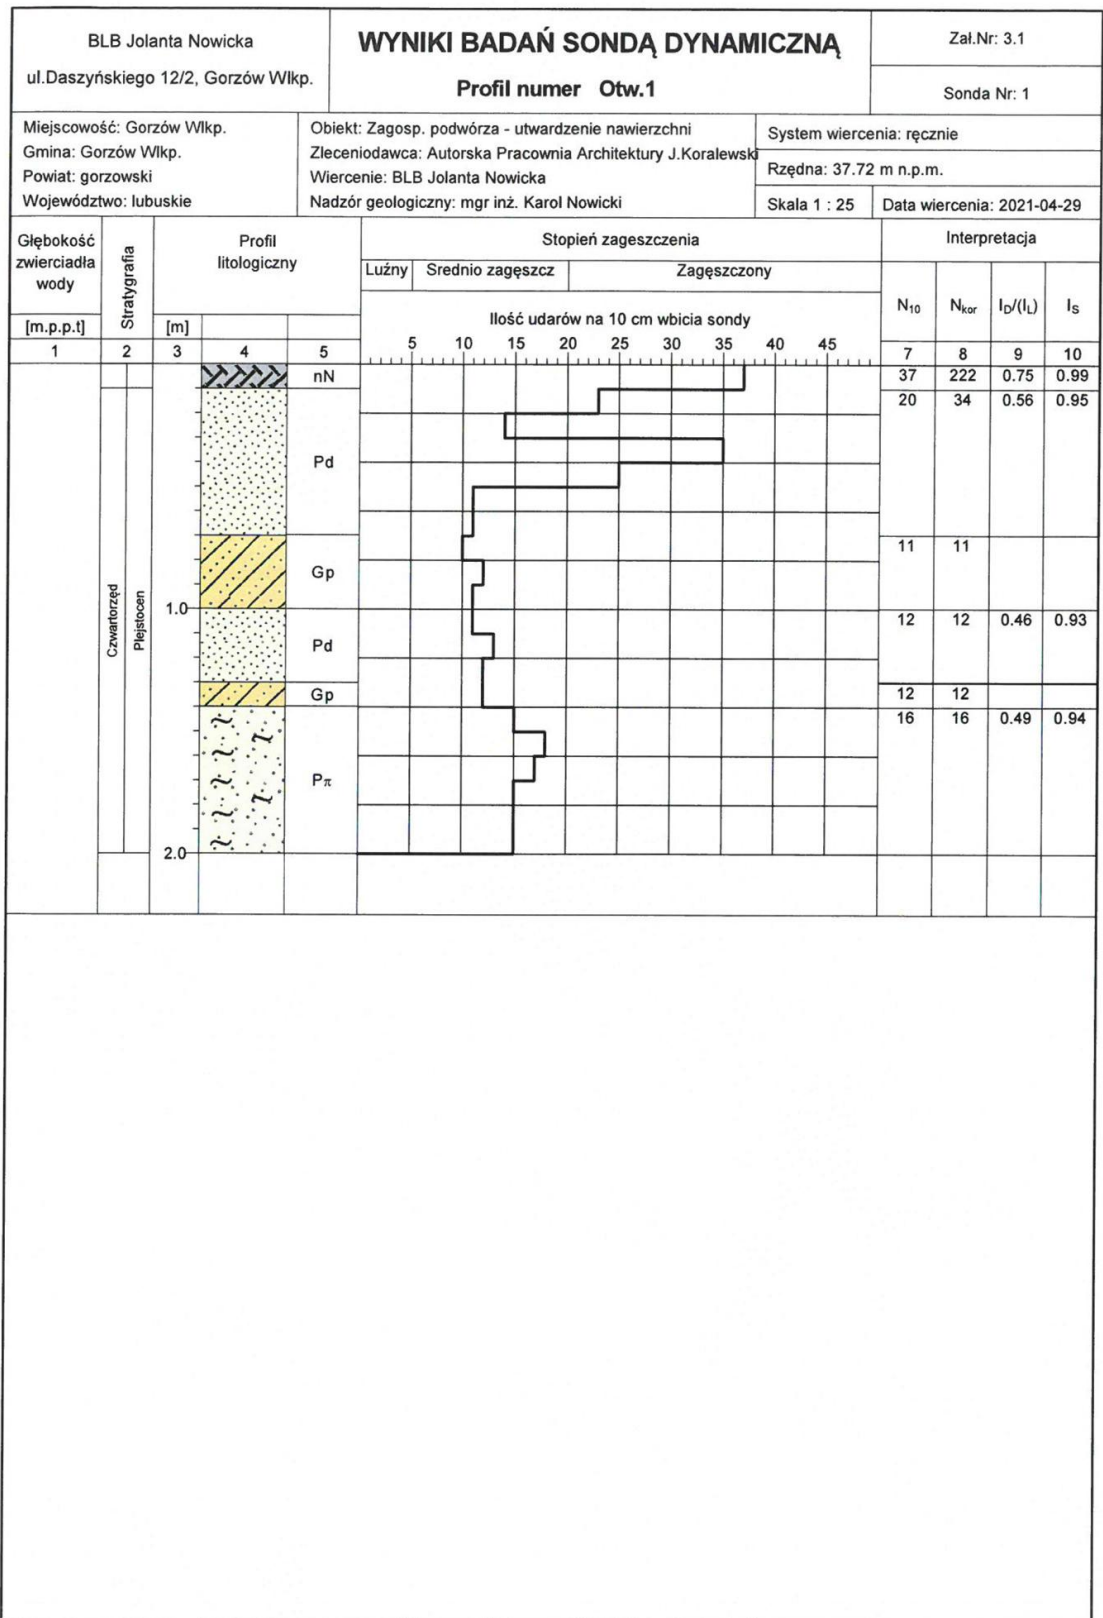 BLB Jolanta Nowicka
ul.Daszyńskiego 12/2, Gorzów Wlkp.
WYNIKI BADAŃ SONDĄ DYNAMICZNĄ
Profil numer Otw.1
Zał.Nr: 3.1
Sonda Nr: 1
Miejscowość: Gorzów Wlkp.
Gmina: Gorzów Wlkp.
Powiat: gorzowski
Województwo: lubuskie
Obiekt: Zagosp. podwórza - utwardzenie nawierzchni
Zleceniodawca: Autorska Pracownia Architektury J.Koralewski
Wiercenie: BLB Jolanta Nowicka
Nadzór geologiczny: mgr inż. Karol Nowicki
System wiercenia: ręcznie
Rzędna: 37.72 m n.p.m.
Skala 1 : 25
Data wiercenia: 2021-04-29
Głębokość
zwierciadła
wody
[m.p.p.t]
Stratygrafia
Profil
litologiczny
[m]
Stopień zageszczenia
Luźny Srednio zagęszcz Zagęszczony
Ilość udarów na 10 cm wbicia sondy
5 10 15 20 25 30 35 40 45
Interpretacja
N10 Nkor ID/(IL) IS
1 2 3 4 5 7 8 9 10
nN 37 222 0.75 0.99
20 34 0.56 0.95
Pd
11 11
Gp
Czwartorzęd
Plejstocen
1.0
12 12 0.46 0.93
Pd
Gp 12 12
16 16 0.49 0.94
Pπ
2.0